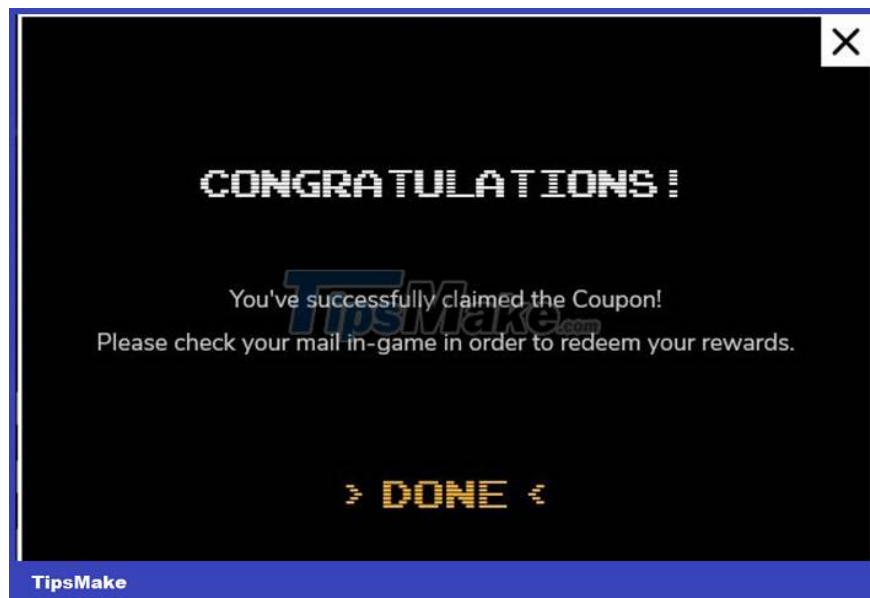 CONGRATULATIONS!
You've successfully claimed the Coupon!
TipsMake.com
Please check your mail in-game in order to redeem your rewards.
> DONE <
TipsMake